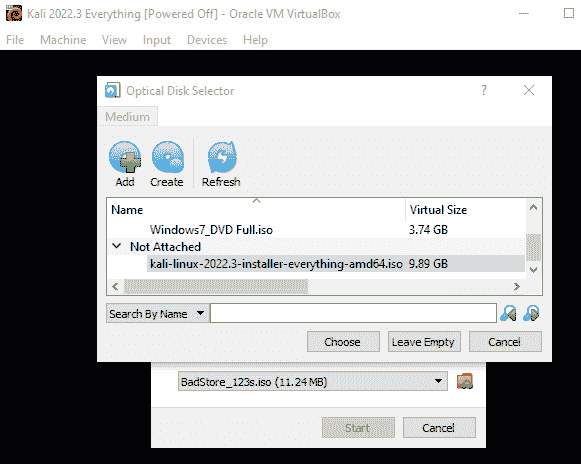 Kali 2022.3 Everything [Powered Off] - Oracle VM VirtualBox
File Machine View Input Devices Help
Optical Disk Selector
Medium
Add Create Refresh
Name Virtual Size
Windows7_DVD Full.iso 3.74 GB
Not Attached
kali-linux-2022.3-installer-everything-amd64.iso 9.89 GB
Search By Name
Choose Leave Empty Cancel
BadStore_123s.iso (11.24 MB)
Start Cancel